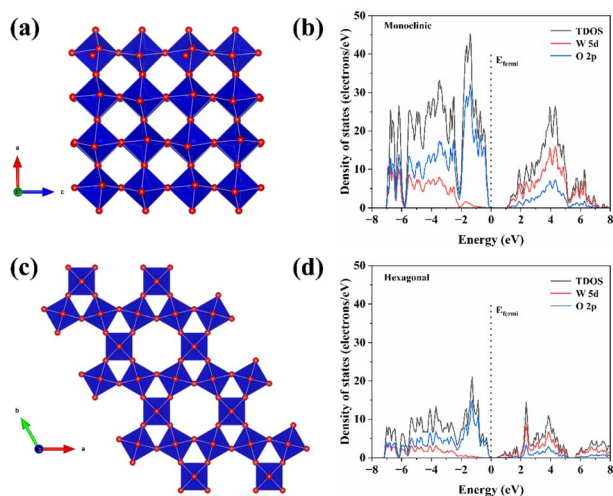 (a)
a
c
(b)
Monoclinic
TDOS
W 5d
O 2p
E_fermi
Density of states (electrons/eV)
50
40
30
20
10
0
−8 −6 −4 −2 0 2 4 6 8
Energy (eV)
(c)
b
a
(d)
Hexagonal
TDOS
W 5d
O 2p
E_fermi
Density of states (electrons/eV)
50
40
30
20
10
0
−8 −6 −4 −2 0 2 4 6 8
Energy (eV)